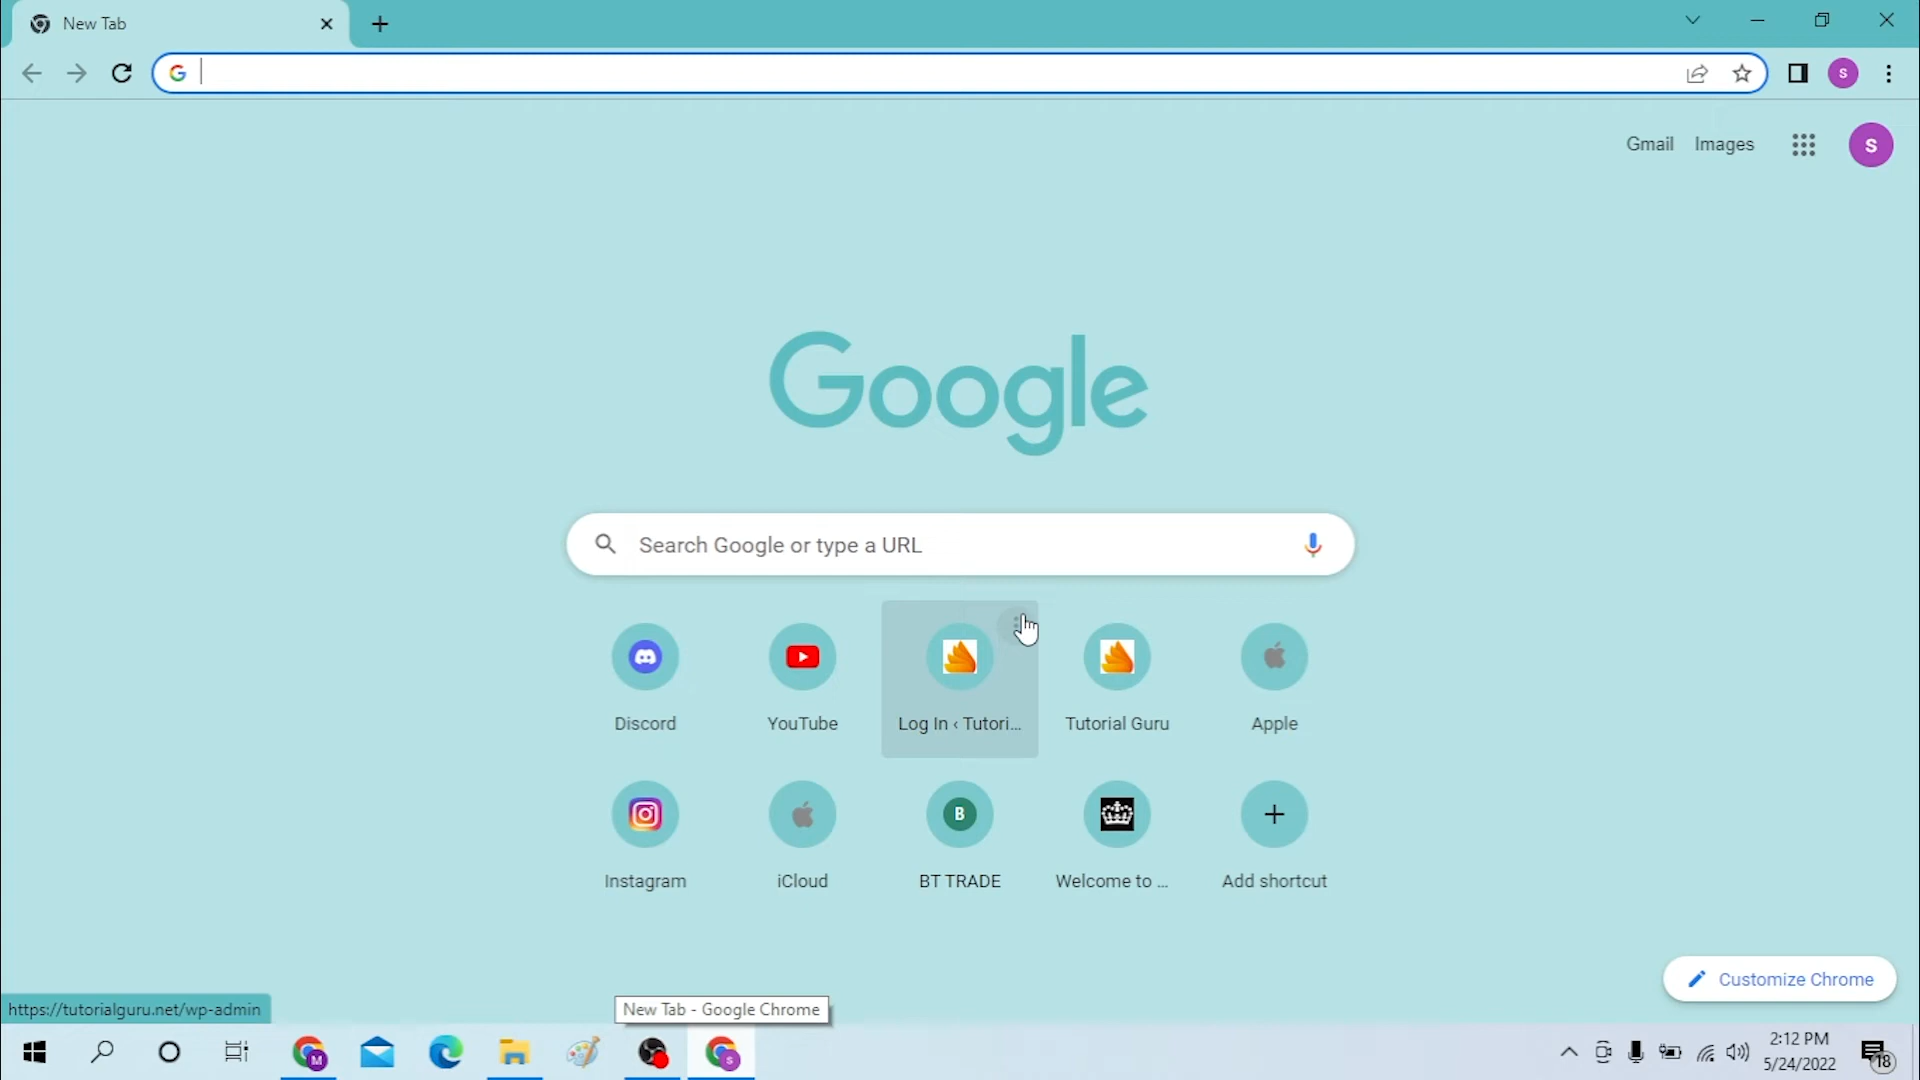 New Tab
S
Gmail Images
S
Google
Search Google or type a URL
Discord YouTube Log In ‹ Tutori... Tutorial Guru Apple
B
Instagram iCloud BT TRADE Welcome to ... Add shortcut
Customize Chrome
https://tutorialguru.net/wp-admin
New Tab - Google Chrome
M
S
2:12 PM
5/24/2022
18